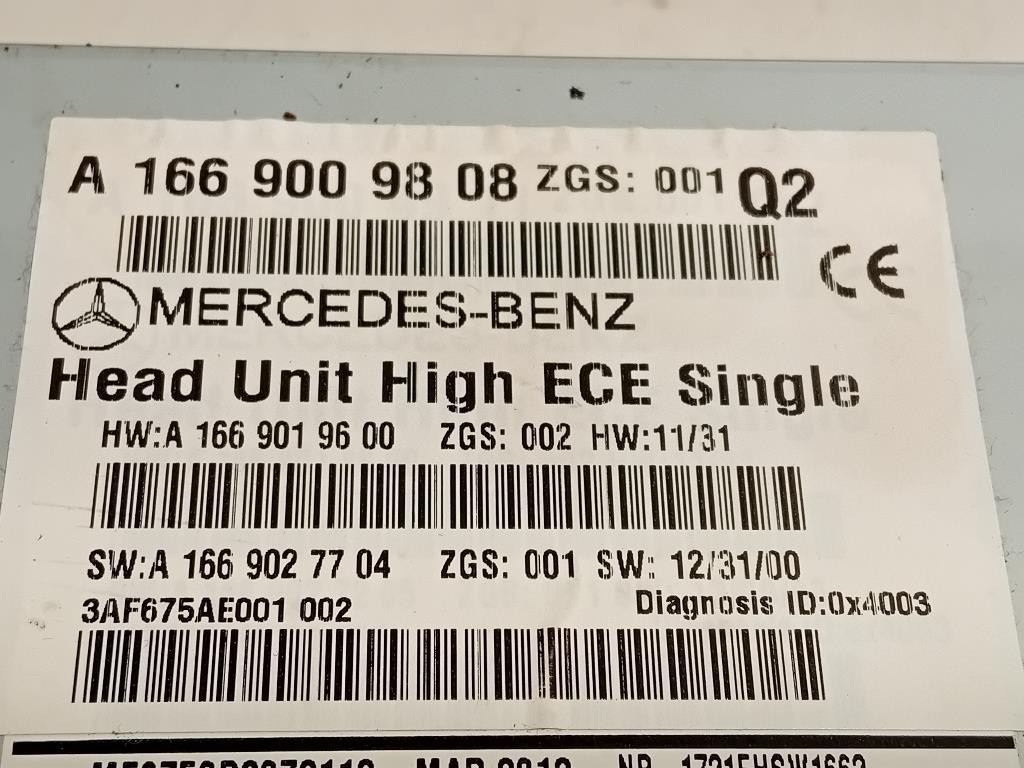 A 166 900 98 08 ZGS: 001 Q2
CE
MERCEDES-BENZ
Head Unit High ECE Single
HW:A 166 901 96 00 ZGS: 002 HW:11/31
SW:A 166 902 77 04 ZGS: 001 SW: 12/31/00
3AF675AE001 002 Diagnosis ID:0x4003